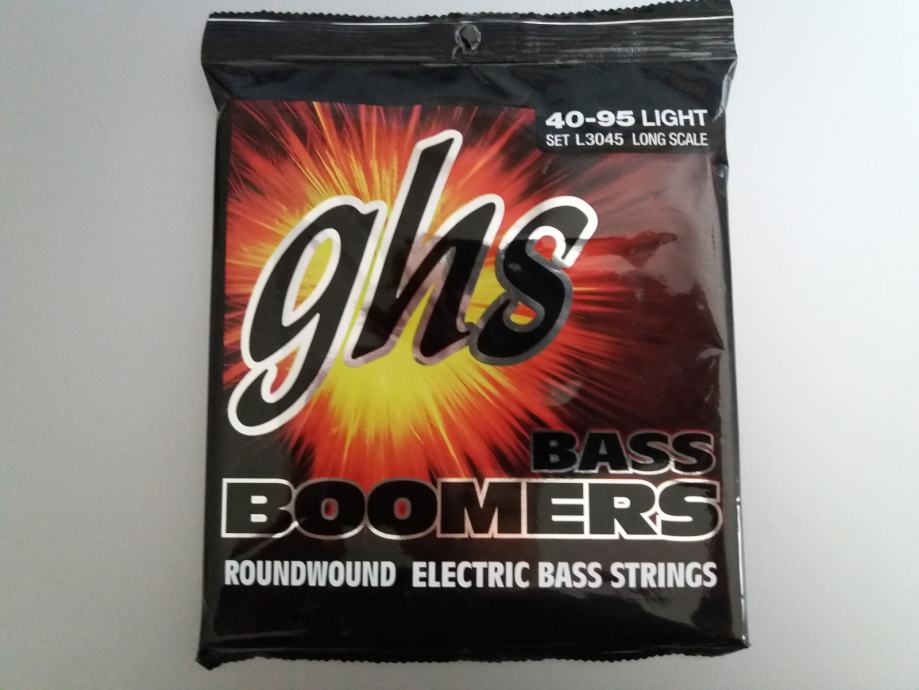 40-95 LIGHT
SET L3045 LONG SCALE
ghs
BASS
BOOMERS
ROUNDWOUND ELECTRIC BASS STRINGS